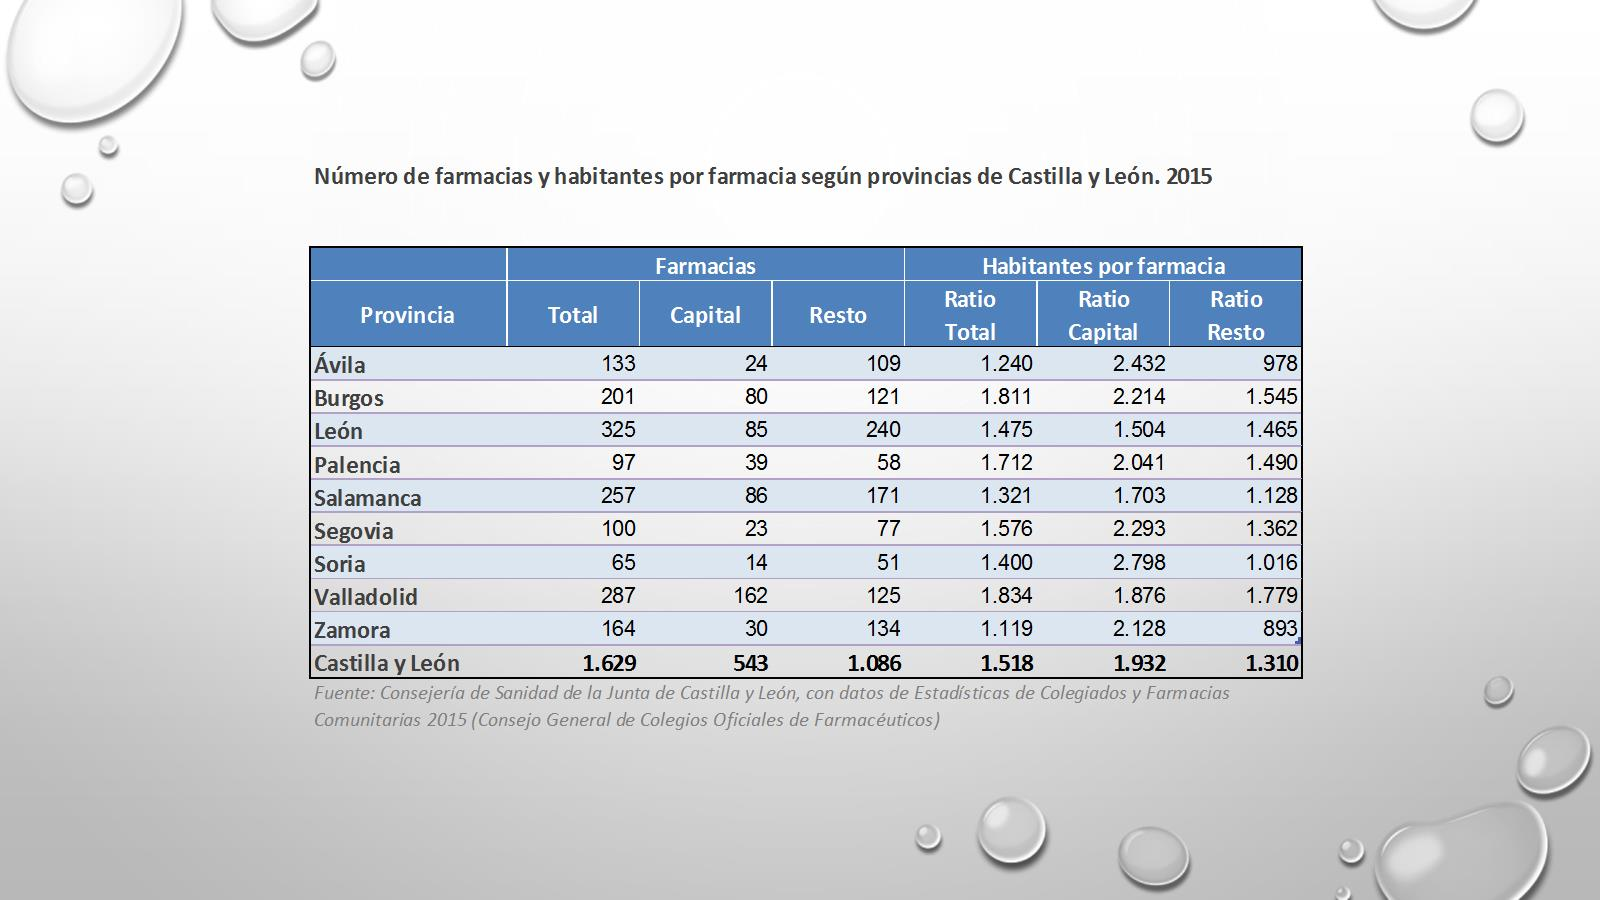 Número de farmacias y habitantes por farmacia según provincias de Castilla y León. 2015
Farmacias Habitantes por farmacia
Provincia Total Capital Resto Ratio Total Ratio Capital Ratio Resto
Ávila 133 24 109 1.240 2.432 978
Burgos 201 80 121 1.811 2.214 1.545
León 325 85 240 1.475 1.504 1.465
Palencia 97 39 58 1.712 2.041 1.490
Salamanca 257 86 171 1.321 1.703 1.128
Segovia 100 23 77 1.576 2.293 1.362
Soria 65 14 51 1.400 2.798 1.016
Valladolid 287 162 125 1.834 1.876 1.779
Zamora 164 30 134 1.119 2.128 893
Castilla y León 1.629 543 1.086 1.518 1.932 1.310
Fuente: Consejería de Sanidad de la Junta de Castilla y León, con datos de Estadísticas de Colegiados y Farmacias
Comunitarias 2015 (Consejo General de Colegios Oficiales de Farmacéuticos)